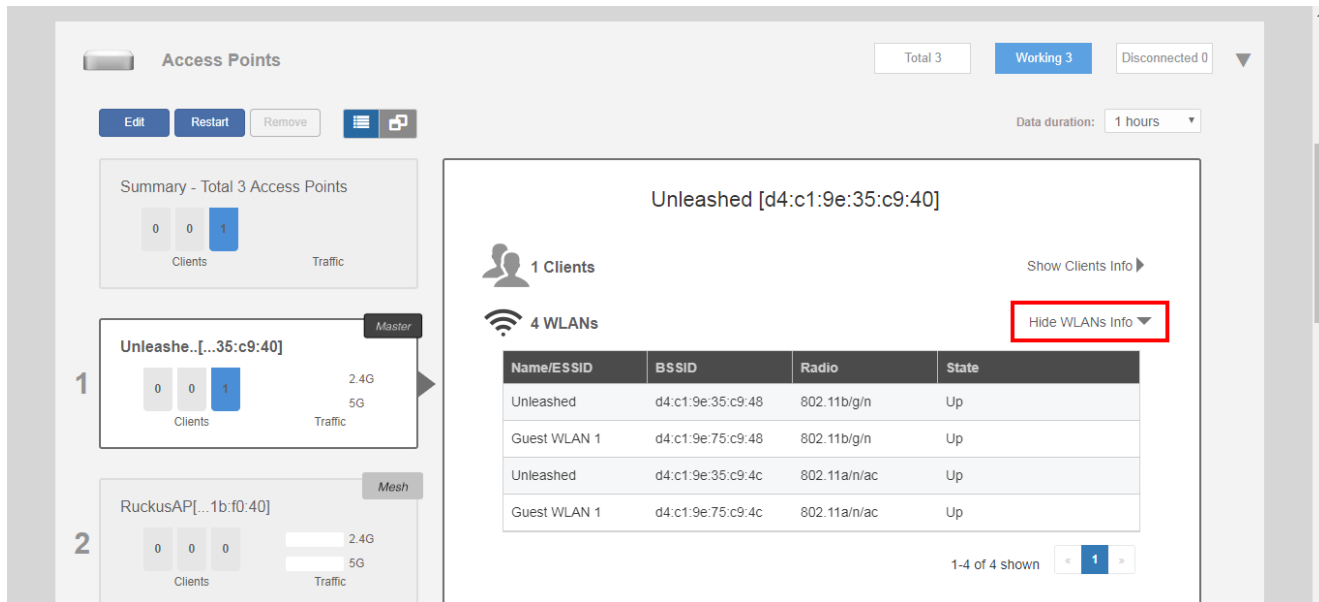 Access Points
Total 3
Working 3
Disconnected 0
Edit
Restart
Remove
Data duration:
1 hours
Summary - Total 3 Access Points
0 0 1
Clients
Traffic
Master
Unleashe..[...35:c9:40]
1
0 0 1
2.4G
5G
Clients
Traffic
Mesh
RuckusAP[...1b:f0:40]
2
0 0 0
2.4G
5G
Clients
Traffic
Unleashed [d4:c1:9e:35:c9:40]
1 Clients
Show Clients Info
4 WLANs
Hide WLANs Info
Name/ESSID BSSID Radio State
Unleashed d4:c1:9e:35:c9:48 802.11b/g/n Up
Guest WLAN 1 d4:c1:9e:75:c9:48 802.11b/g/n Up
Unleashed d4:c1:9e:35:c9:4c 802.11a/n/ac Up
Guest WLAN 1 d4:c1:9e:75:c9:4c 802.11a/n/ac Up
1-4 of 4 shown « 1 »